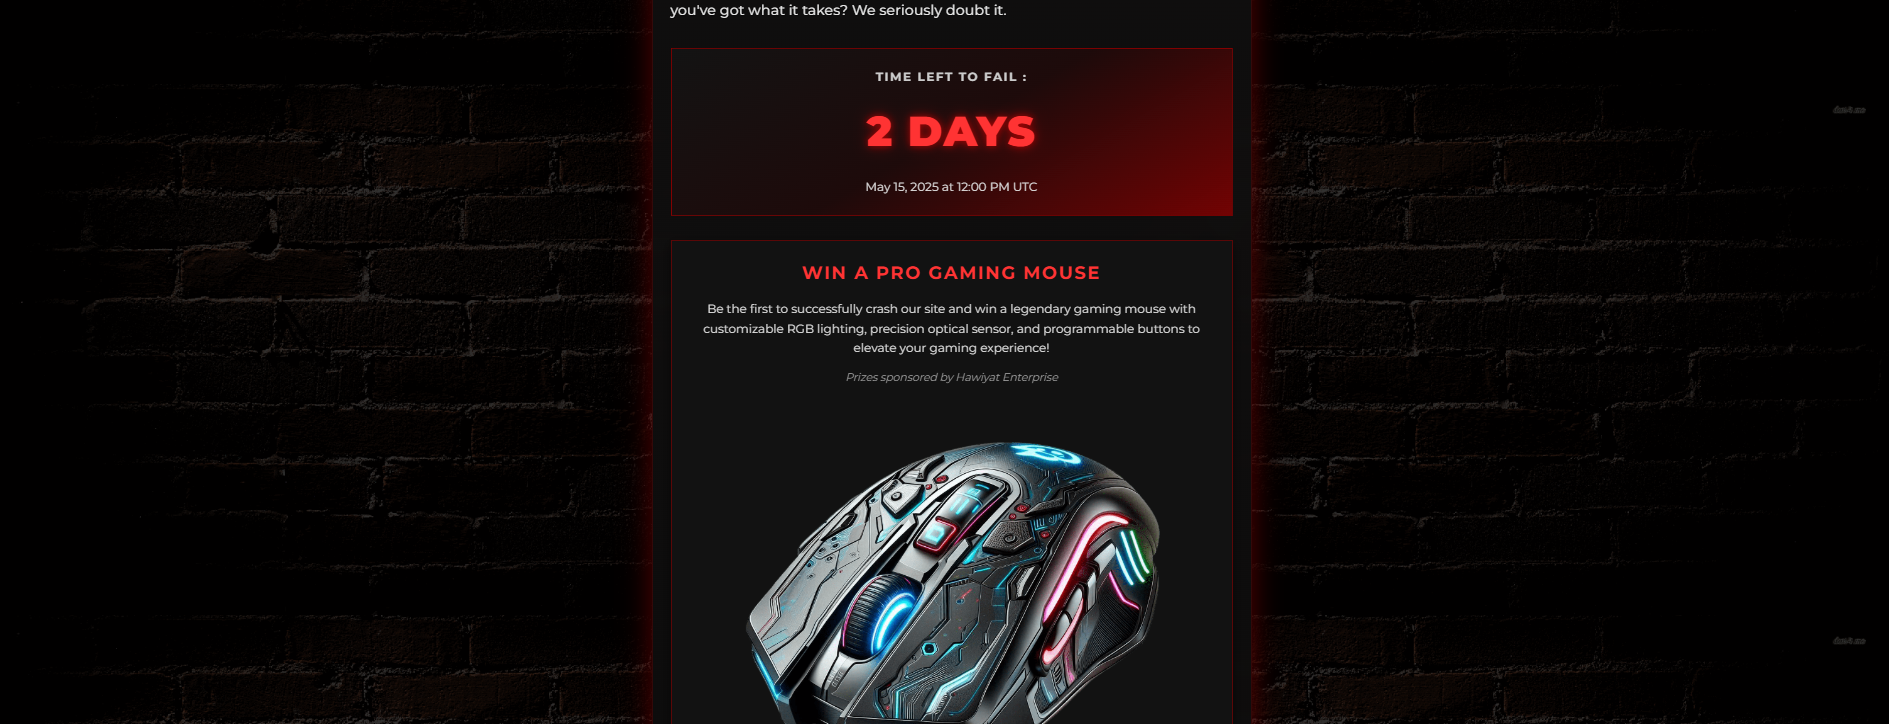 you've got what it takes? We seriously doubt it.
TIME LEFT TO FAIL :
2 DAYS
May 15, 2025 at 12:00 PM UTC
WIN A PRO GAMING MOUSE
Be the first to successfully crash our site and win a legendary gaming mouse with
customizable RGB lighting, precision optical sensor, and programmable buttons to
elevate your gaming experience!
Prizes sponsored by Hawiyat Enterprise